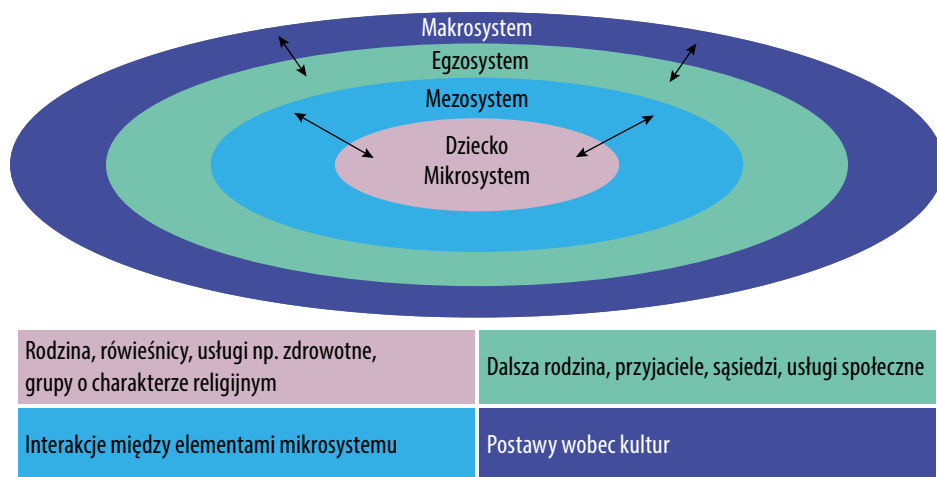 Makrosystem
Egzosystem
Mezosystem
Dziecko
Mikrosystem
Rodzina, rówieśnicy, usługi np. zdrowotne,
grupy o charakterze religijnym
Dalsza rodzina, przyjaciele, sąsiedzi, usługi społeczne
Interakcje między elementami mikrosystemu
Postawy wobec kultur